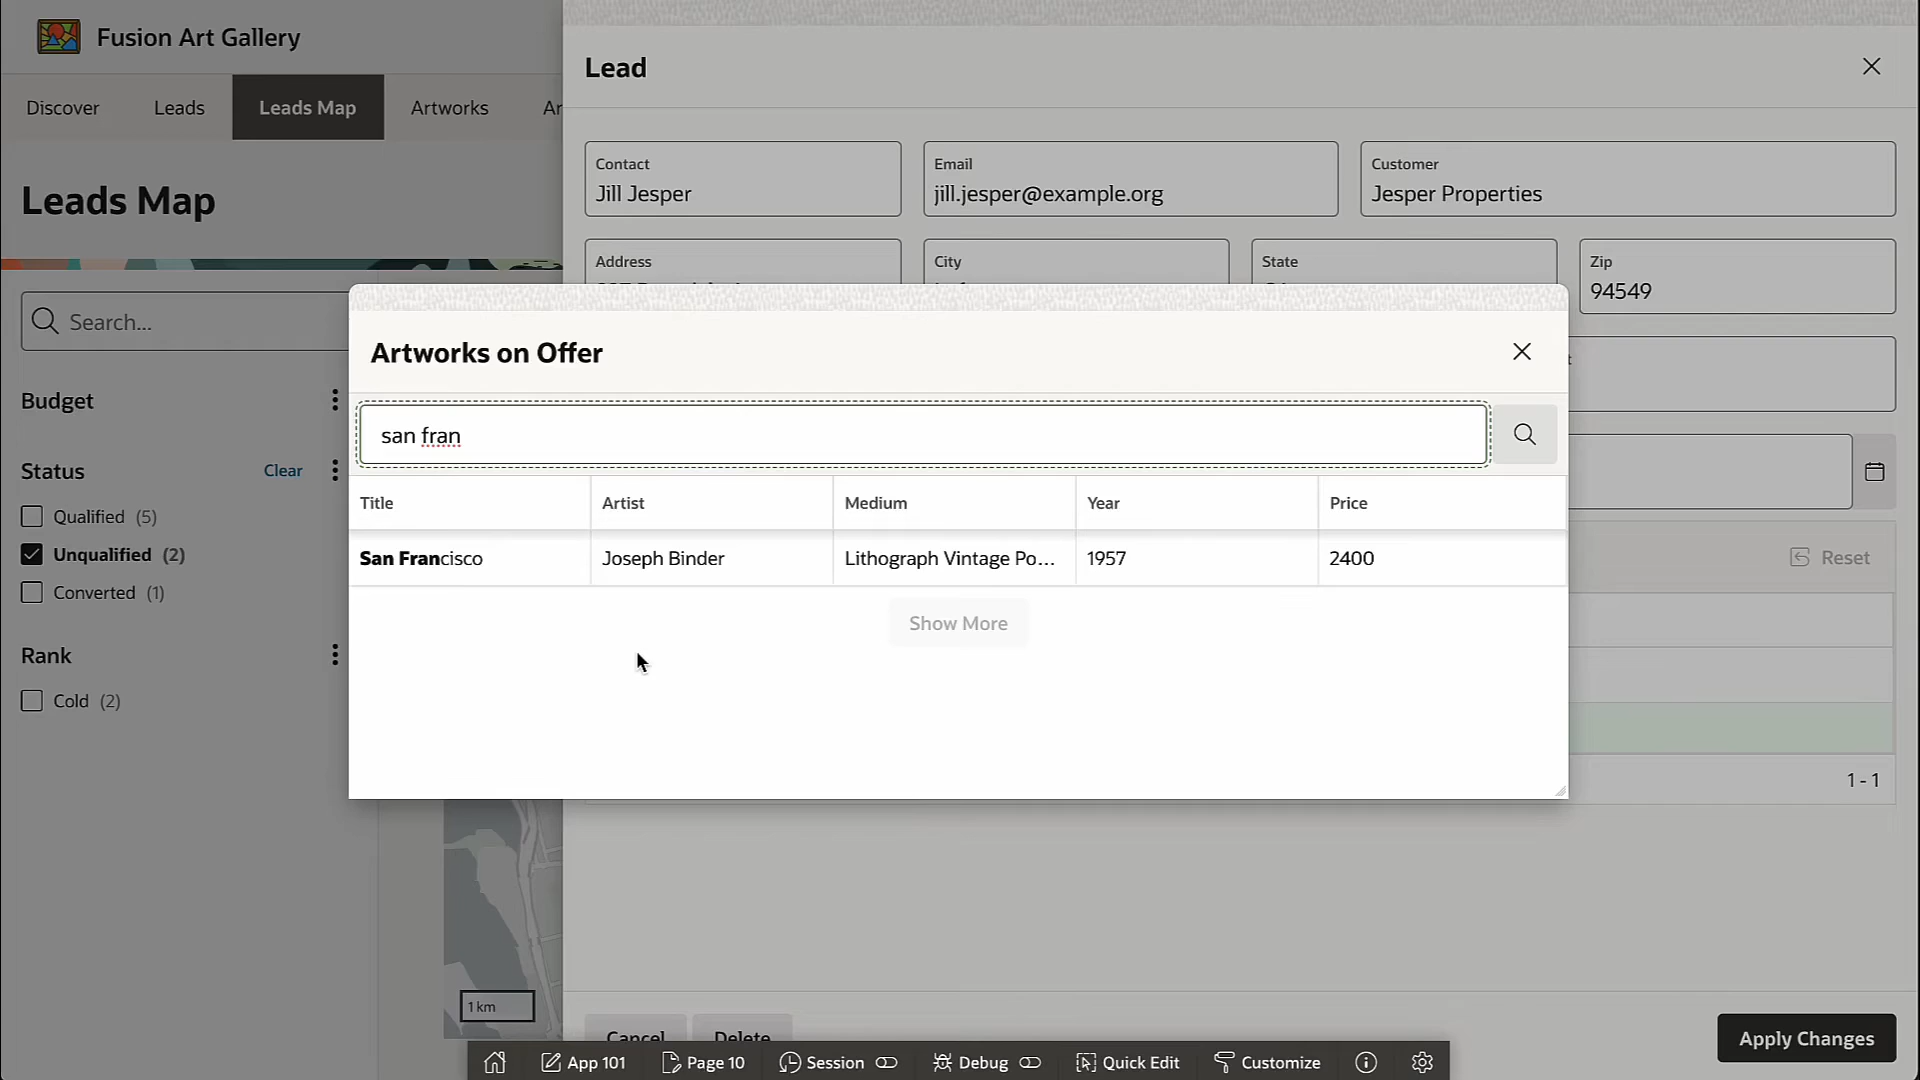 Fusion Art Gallery
Discover
Leads
Leads Map
Artworks
Ar
Leads Map
Search...
Budget
Status
Clear
Qualified (5)
Unqualified (2)
Converted (1)
Rank
Cold (2)
1 km
Lead
Contact
Jill Jesper
Email
jill.jesper@example.org
Customer
Jesper Properties
Address
City
State
Zip
94549
Artworks on Offer
san fran
Title Artist Medium Year Price
San Francisco Joseph Binder Lithograph Vintage Po... 1957 2400
Show More
Reset
1 - 1
Cancel
Delete
Apply Changes
App 101
Page 10
Session
Debug
Quick Edit
Customize